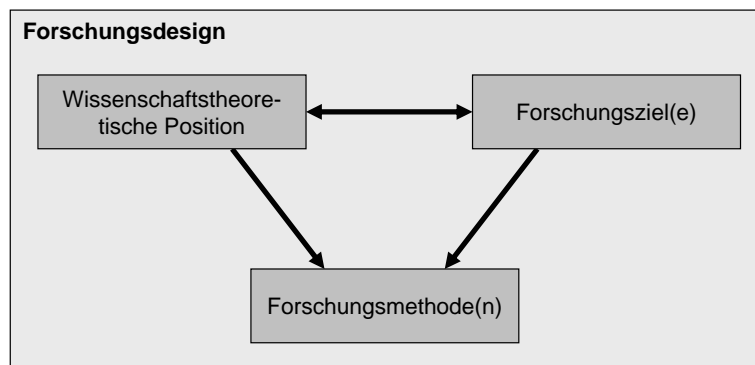 Forschungsdesign
Wissenschaftstheore-
tische Position
Forschungsziel(e)
Forschungsmethode(n)